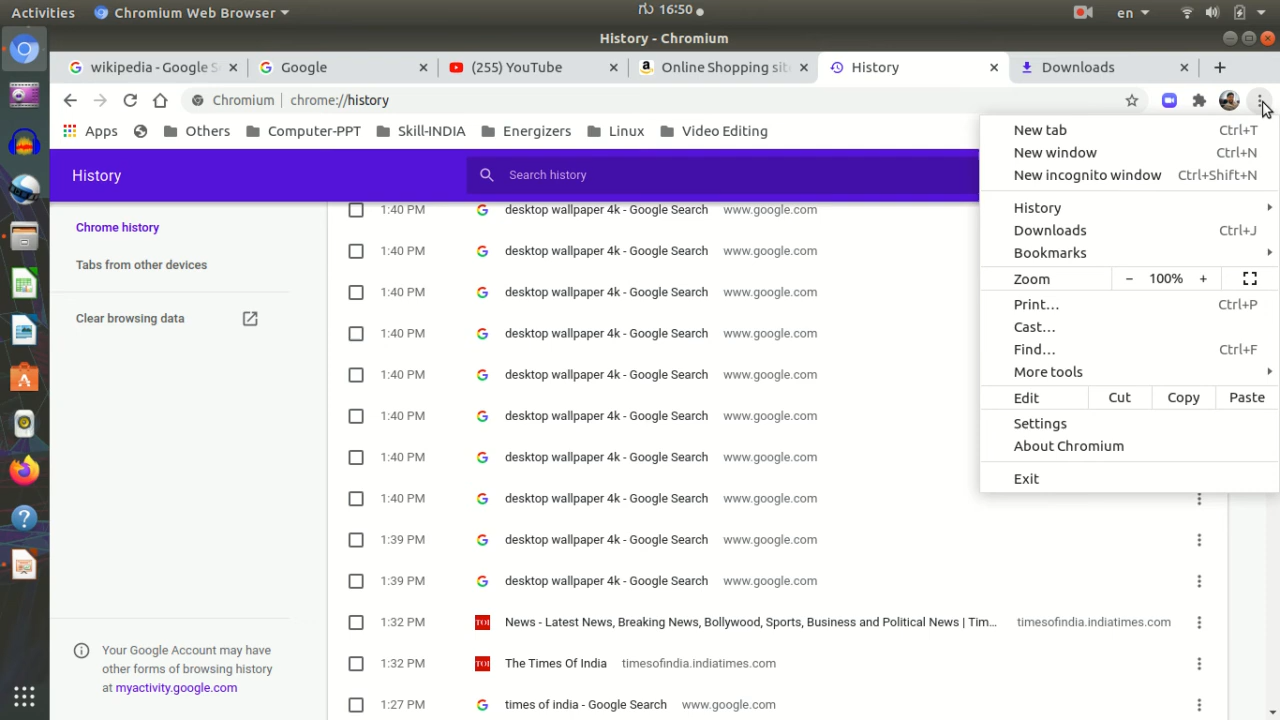 Activities Chromium Web Browser 16:50 en
History - Chromium
wikipedia - Google S Google (255) YouTube Online Shopping sit History Downloads
Chromium chrome://history
Apps Others Computer-PPT Skill-INDIA Energizers Linux Video Editing
History Search history
Chrome history
Tabs from other devices
Clear browsing data
Your Google Account may have
other forms of browsing history
at myactivity.google.com
1:40 PM desktop wallpaper 4k - Google Search www.google.com
1:40 PM desktop wallpaper 4k - Google Search www.google.com
1:40 PM desktop wallpaper 4k - Google Search www.google.com
1:40 PM desktop wallpaper 4k - Google Search www.google.com
1:40 PM desktop wallpaper 4k - Google Search www.google.com
1:40 PM desktop wallpaper 4k - Google Search www.google.com
1:40 PM desktop wallpaper 4k - Google Search www.google.com
1:40 PM desktop wallpaper 4k - Google Search www.google.com
1:39 PM desktop wallpaper 4k - Google Search www.google.com
1:39 PM desktop wallpaper 4k - Google Search www.google.com
1:32 PM TOI News - Latest News, Breaking News, Bollywood, Sports, Business and Political News | Tim... timesofindia.indiatimes.com
1:32 PM TOI The Times Of India timesofindia.indiatimes.com
1:27 PM times of india - Google Search www.google.com
New tab Ctrl+T
New window Ctrl+N
New incognito window Ctrl+Shift+N
History
Downloads Ctrl+J
Bookmarks
Zoom − 100% +
Print... Ctrl+P
Cast...
Find... Ctrl+F
More tools
Edit Cut Copy Paste
Settings
About Chromium
Exit